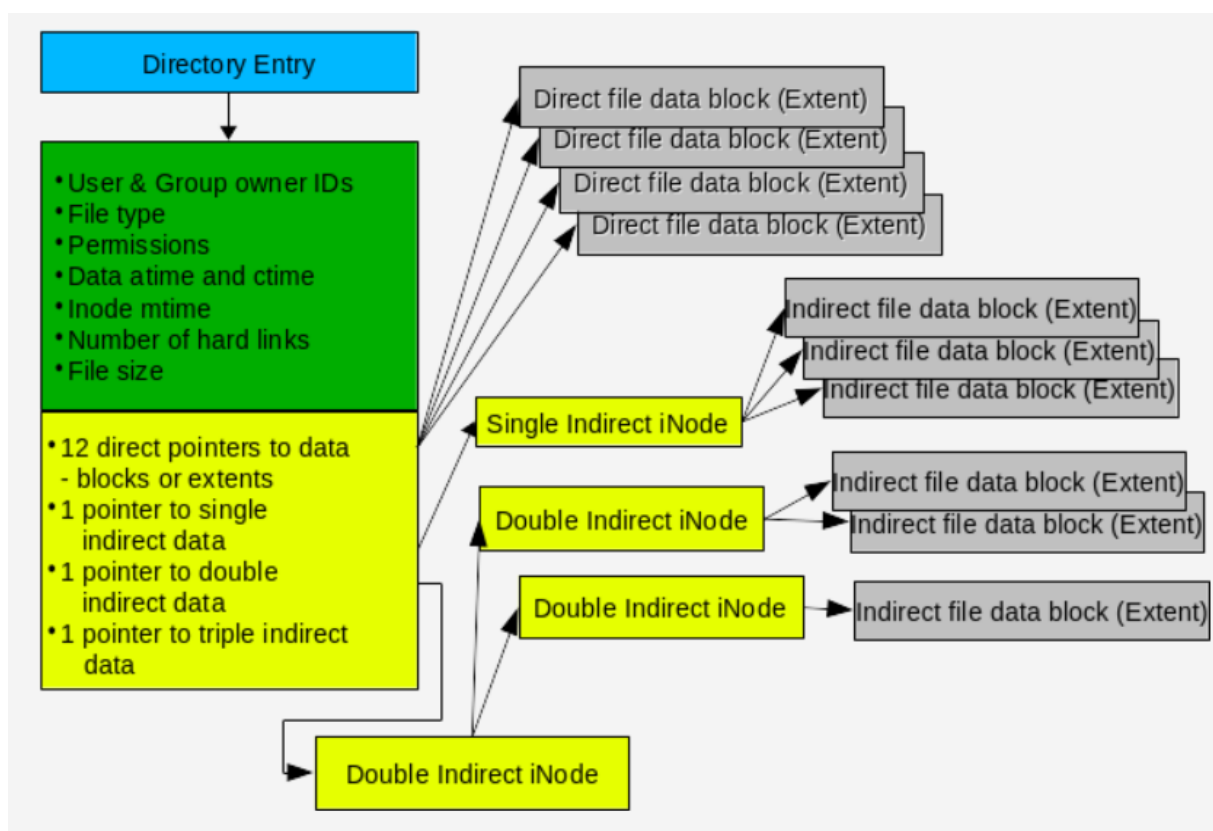 Directory Entry
• User & Group owner IDs
• File type
• Permissions
• Data atime and ctime
• Inode mtime
• Number of hard links
• File size
• 12 direct pointers to data
- blocks or extents
• 1 pointer to single
indirect data
• 1 pointer to double
indirect data
• 1 pointer to triple indirect
data
Direct file data block (Extent)
Direct file data block (Extent)
Direct file data block (Extent)
Direct file data block (Extent)
Single Indirect iNode
Indirect file data block (Extent)
Indirect file data block (Extent)
Indirect file data block (Extent)
Double Indirect iNode
Indirect file data block (Extent)
Indirect file data block (Extent)
Double Indirect iNode
Indirect file data block (Extent)
Double Indirect iNode